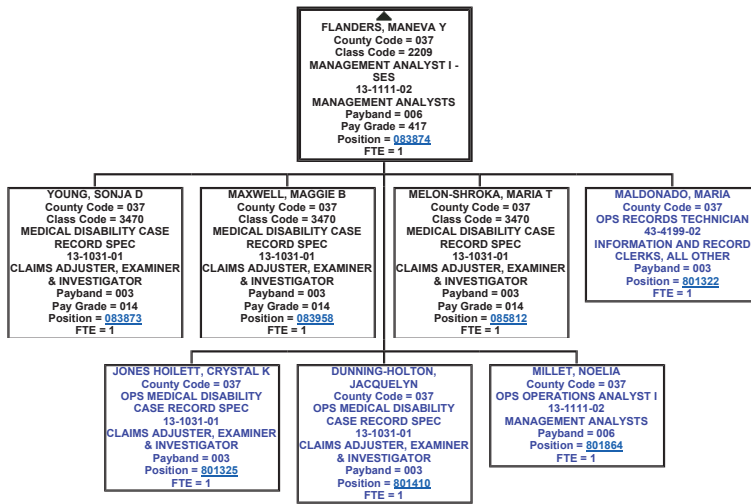 FLANDERS, MANEVA Y
County Code = 037
Class Code = 2209
MANAGEMENT ANALYST I -
SES
13-1111-02
MANAGEMENT ANALYSTS
Payband = 006
Pay Grade = 417
Position = 083874
FTE = 1
YOUNG, SONJA D
County Code = 037
Class Code = 3470
MEDICAL DISABILITY CASE
RECORD SPEC
13-1031-01
CLAIMS ADJUSTER, EXAMINER
& INVESTIGATOR
Payband = 003
Pay Grade = 014
Position = 083873
FTE = 1
MAXWELL, MAGGIE B
County Code = 037
Class Code = 3470
MEDICAL DISABILITY CASE
RECORD SPEC
13-1031-01
CLAIMS ADJUSTER, EXAMINER
& INVESTIGATOR
Payband = 003
Pay Grade = 014
Position = 083958
FTE = 1
MELON-SHROKA, MARIA T
County Code = 037
Class Code = 3470
MEDICAL DISABILITY CASE
RECORD SPEC
13-1031-01
CLAIMS ADJUSTER, EXAMINER
& INVESTIGATOR
Payband = 003
Pay Grade = 014
Position = 085812
FTE = 1
MALDONADO, MARIA
County Code = 037
OPS RECORDS TECHNICIAN
43-4199-02
INFORMATION AND RECORD
CLERKS, ALL OTHER
Payband = 003
Position = 801322
FTE = 1
JONES HOILETT, CRYSTAL K
County Code = 037
OPS MEDICAL DISABILITY
CASE RECORD SPEC
13-1031-01
CLAIMS ADJUSTER, EXAMINER
& INVESTIGATOR
Payband = 003
Position = 801325
FTE = 1
DUNNING-HOLTON,
JACQUELYN
County Code = 037
OPS MEDICAL DISABILITY
CASE RECORD SPEC
13-1031-01
CLAIMS ADJUSTER, EXAMINER
& INVESTIGATOR
Payband = 003
Position = 801410
FTE = 1
MILLET, NOELIA
County Code = 037
OPS OPERATIONS ANALYST I
13-1111-02
MANAGEMENT ANALYSTS
Payband = 006
Position = 801864
FTE = 1